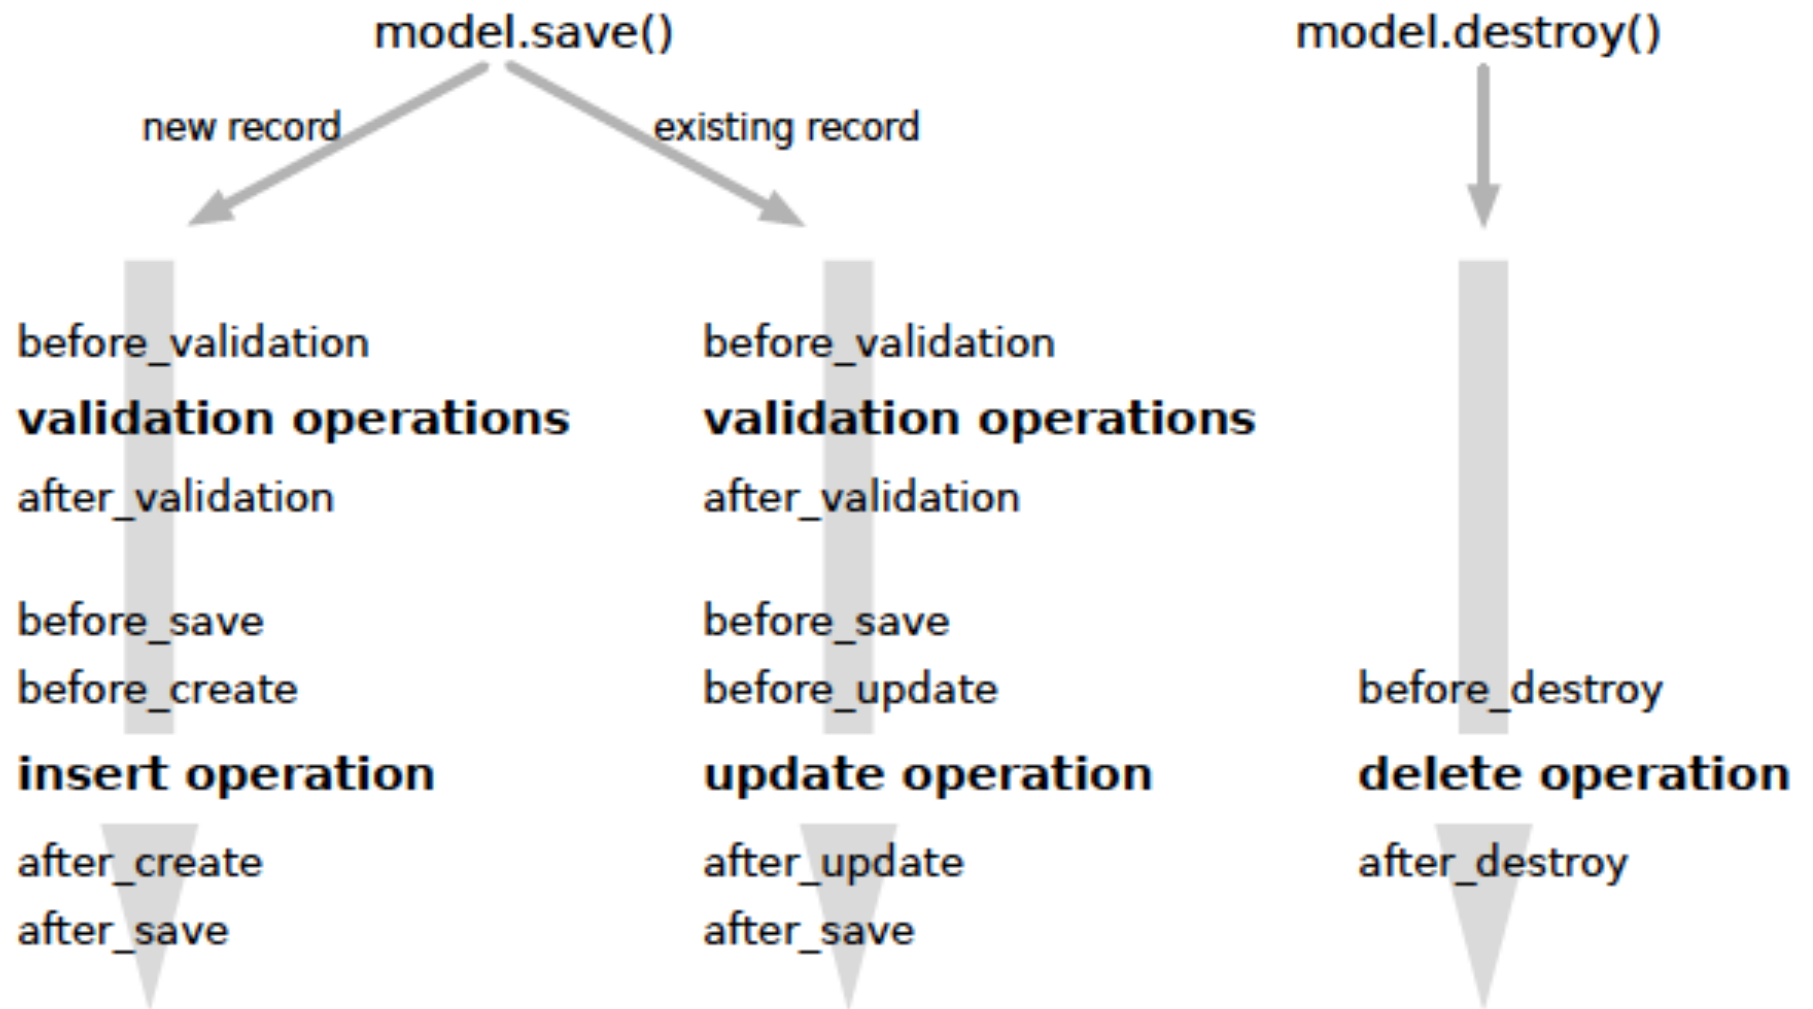 model.save()
model.destroy()
new record
existing record
before_validation
validation operations
after_validation
before_save
before_create
insert operation
after_create
after_save
before_validation
validation operations
after_validation
before_save
before_update
update operation
after_update
after_save
before_destroy
delete operation
after_destroy